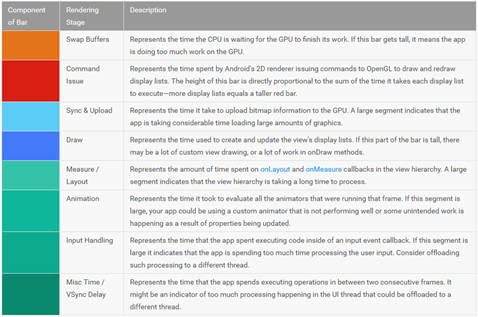 Component of Bar
Rendering Stage
Description
Swap Buffers
Represents the time the CPU is waiting for the GPU to finish its work. If this bar gets tall, it means the app
is doing too much work on the GPU.
Command Issue
Represents the time spent by Android's 2D renderer issuing commands to OpenGL to draw and redraw
display lists. The height of this bar is directly proportional to the sum of the time it takes each display list
to execute—more display lists equals a taller red bar.
Sync & Upload
Represents the time it take to upload bitmap information to the GPU. A large segment indicates that the
app is taking considerable time loading large amounts of graphics.
Draw
Represents the time used to create and update the view's display lists. If this part of the bar is tall, there
may be a lot of custom view drawing, or a lot of work in onDraw methods.
Measure / Layout
Represents the amount of time spent on onLayout and onMeasure callbacks in the view hierarchy. A large
segment indicates that the view hierarchy is taking a long time to process.
Animation
Represents the time it took to evaluate all the animators that were running that frame. If this segment is
large, your app could be using a custom animator that is not performing well or some unintended work is
happening as a result of properties being updated.
Input Handling
Represents the time that the app spent executing code inside of an input event callback. If this segment is
large it indicates that the app is spending too much time processing the user input. Consider offloading
such processing to a different thread.
Misc Time / VSync Delay
Represents the time that the app spends executing operations in between two consecutive frames. It
might be an indicator of too much processing happening in the UI thread that could be offloaded to a
different thread.